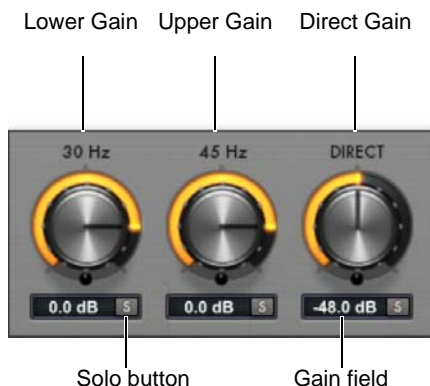 Lower Gain Upper Gain Direct Gain
30 Hz 45 Hz DIRECT
0.0 dB S 0.0 dB S -48.0 dB S
Solo button Gain field